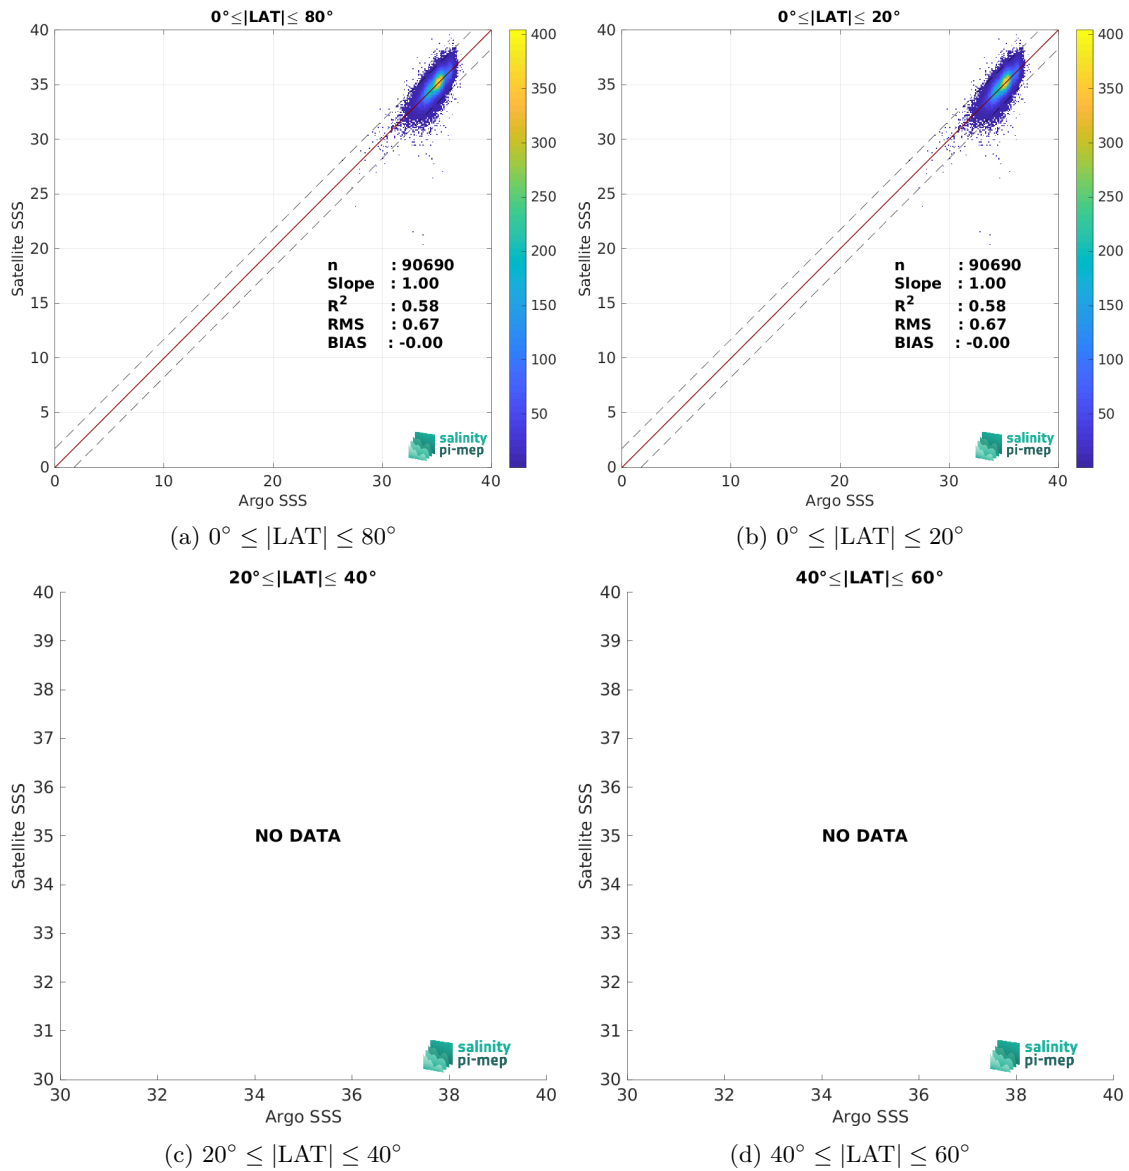 0°≤|LAT|≤ 80°
40
35
30
25
20
15
10
5
0
Satellite SSS
n : 90690
Slope : 1.00
R² : 0.58
RMS : 0.67
BIAS : -0.00
salinity
pi-mep
0 10 20 30 40
Argo SSS
400
350
300
250
200
150
100
50
(a) 0° ≤ |LAT| ≤ 80°
0°≤|LAT|≤ 20°
40
35
30
25
20
15
10
5
0
Satellite SSS
n : 90690
Slope : 1.00
R² : 0.58
RMS : 0.67
BIAS : -0.00
salinity
pi-mep
0 10 20 30 40
Argo SSS
400
350
300
250
200
150
100
50
(b) 0° ≤ |LAT| ≤ 20°
20°≤|LAT|≤ 40°
40
39
38
37
36
35
34
33
32
31
30
Satellite SSS
NO DATA
salinity
pi-mep
30 32 34 36 38 40
Argo SSS
(c) 20° ≤ |LAT| ≤ 40°
40°≤|LAT|≤ 60°
40
39
38
37
36
35
34
33
32
31
30
Satellite SSS
NO DATA
salinity
pi-mep
30 32 34 36 38 40
Argo SSS
(d) 40° ≤ |LAT| ≤ 60°